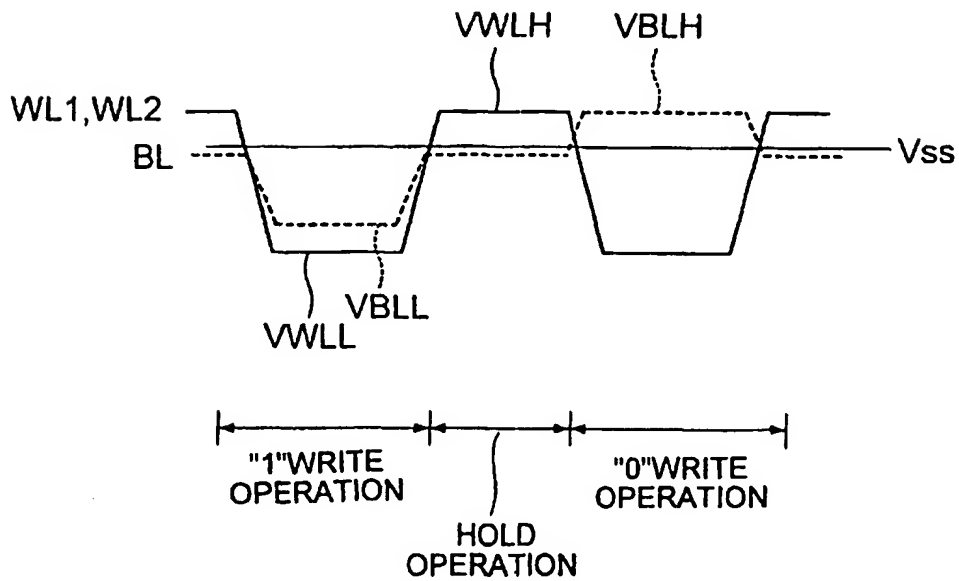 VWLH
VBLH
WL1,WL2
BL
Vss
VBLL
VWLL
"1"WRITE
OPERATION
"0"WRITE
OPERATION
HOLD
OPERATION